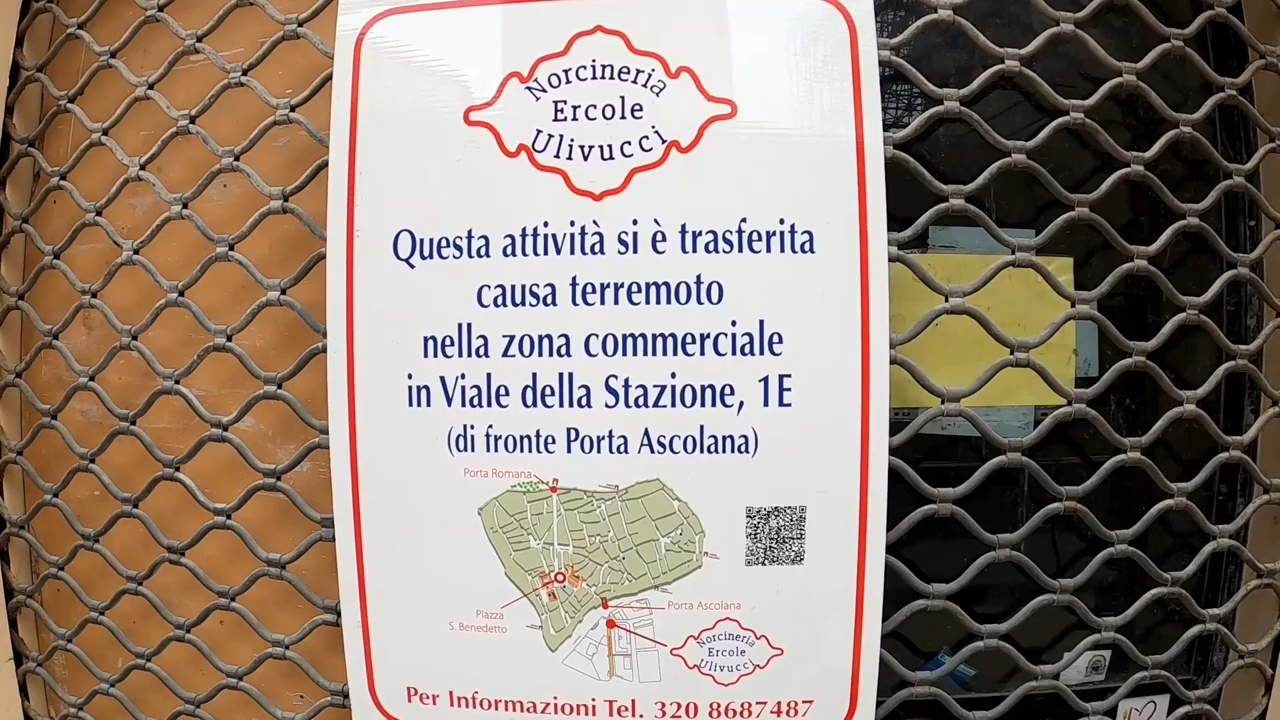 Norcineria
Ercole
Ulivucci
Questa attività si è trasferita
causa terremoto
nella zona commerciale
in Viale della Stazione, 1E
(di fronte Porta Ascolana)
Porta Romana
Piazza
S. Benedetto
Porta Ascolana
Norcineria
Ercole
Ulivucci
Per Informazioni Tel. 320 8687487